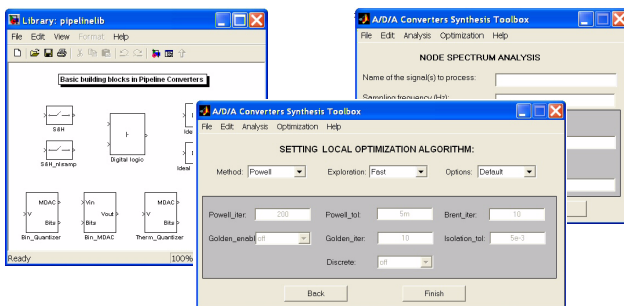 Library: pipelinelib
File Edit View Format Help
Basic building blocks in Pipeline Converters
S&H
S&H_nlsamp
Digital logic
Ideal
Ideal
MDAC
V
Bits
Bin_Quantizer
Vin
Vout
Bits
Bin_MDAC
MDAC
V
Bits
Therm_Quantizer
Ready
100%
A/D/A Converters Synthesis Toolbox
File Edit Analysis Optimization Help
NODE SPECTRUM ANALYSIS
Name of the signal(s) to process:
Sampling frequency (Hz):
A/D/A Converters Synthesis Toolbox
File Edit Analysis Optimization Help
SETTING LOCAL OPTIMIZATION ALGORITHM:
Method: Powell Exploration: Fast Options: Default
Powell_iter: 200 Powell_tol: 5m Brent_iter: 10
Golden_enabl off Golden_iter: 10 Isolation_tol: 5e-3
Discrete: off
Back Finish